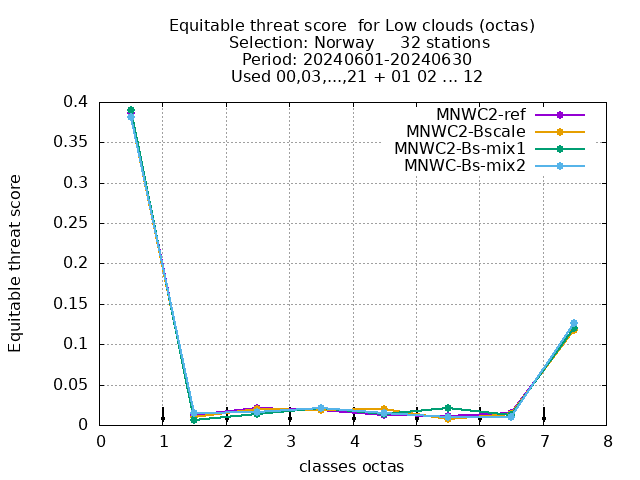 Equitable threat score  for Low clouds (octas)
Selection: Norway     32 stations
Period: 20240601-20240630
Used 00,03,...,21 + 01 02 ... 12
MNWC2-ref
MNWC2-Bscale
MNWC2-Bs-mix1
MNWC-Bs-mix2
Equitable threat score
0.4
0.35
0.3
0.25
0.2
0.15
0.1
0.05
0
0 1 2 3 4 5 6 7 8
classes octas